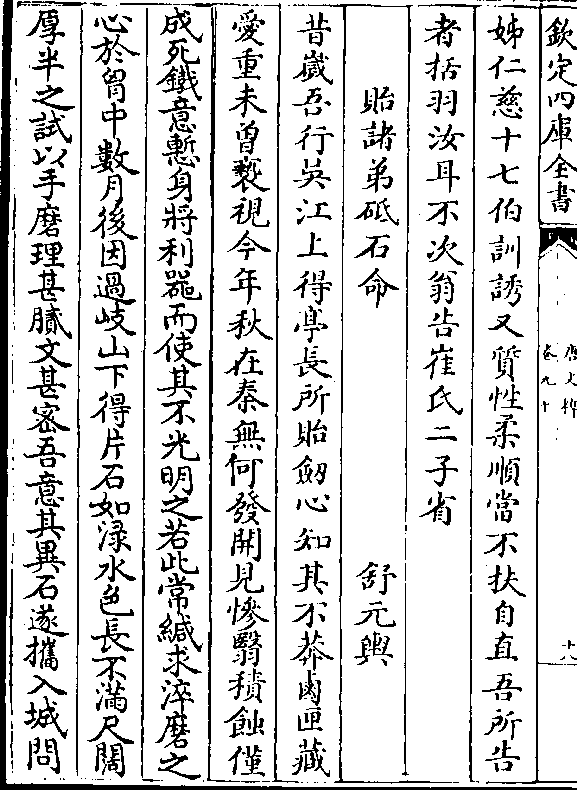 欽定四庫全書
唐文粹
卷九十
十八
姊仁慈十七伯訓誘又質性柔順當不扶自直吾所告
者括羽汝耳不次翁告崔氏二子省
貽諸弟砥石命 舒元輿
昔嵗吾行吳江上得亭長所貽劔心知其不莽鹵匣藏
愛重未曾褻視今年秋在秦無何發開見慘翳積蝕僅
成死鐵意慙身將利器而使其不光明之若此常緘求淬磨之
心於胷中數月後因過岐山下得片石如渌水色長不滿尺闊
厚半之試以手磨理甚膩文甚宻吾意其異石遂攜入城問